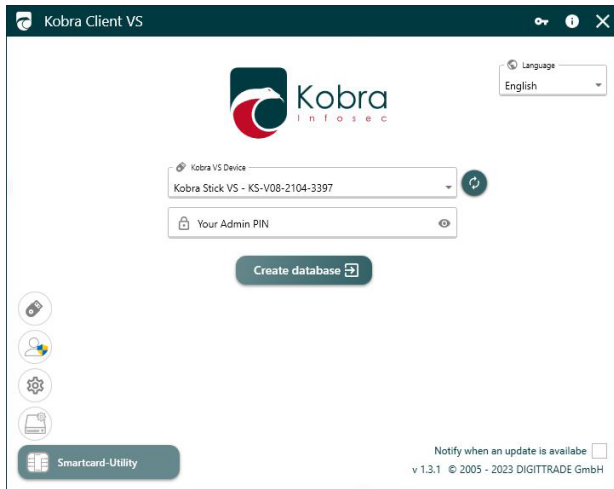 Kobra Client VS
Language
English
Kobra
Infosec
Kobra VS Device
Kobra Stick VS - KS-V08-2104-3397
Your Admin PIN
Create database
Smartcard-Utility
Notify when an update is availabe
v 1.3.1 © 2005 - 2023 DIGITTRADE GmbH